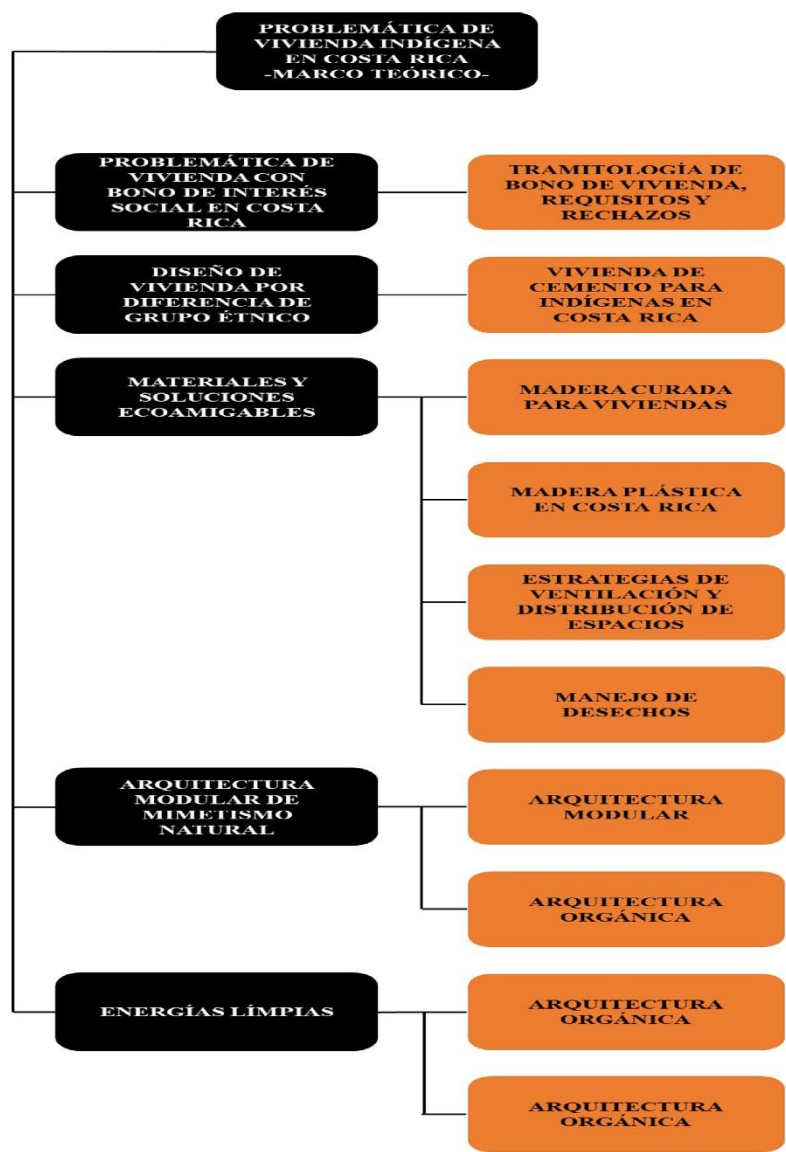 PROBLEMÁTICA DE
VIVIENDA INDÍGENA
EN COSTA RICA
-MARCO TEÓRICO-
PROBLEMÁTICA DE
VIVIENDA CON
BONO DE INTERÉS
SOCIAL EN COSTA
RICA
TRAMITOLOGÍA DE
BONO DE VIVIENDA,
REQUISITOS Y
RECHAZOS
DISEÑO DE
VIVIENDA POR
DIFERENCIA DE
GRUPO ÉTNICO
VIVIENDA DE
CEMENTO PARA
INDÍGENAS EN
COSTA RICA
MATERIALES Y
SOLUCIONES
ECOAMIGABLES
MADERA CURADA
PARA VIVIENDAS
MADERA PLÁSTICA
EN COSTA RICA
ESTRATEGIAS DE
VENTILACIÓN Y
DISTRIBUCIÓN DE
ESPACIOS
MANEJO DE
DESECHOS
ARQUITECTURA
MODULAR DE
MIMETISMO
NATURAL
ARQUITECTURA
MODULAR
ARQUITECTURA
ORGÁNICA
ENERGÍAS LÍMPIAS
ARQUITECTURA
ORGÁNICA
ARQUITECTURA
ORGÁNICA